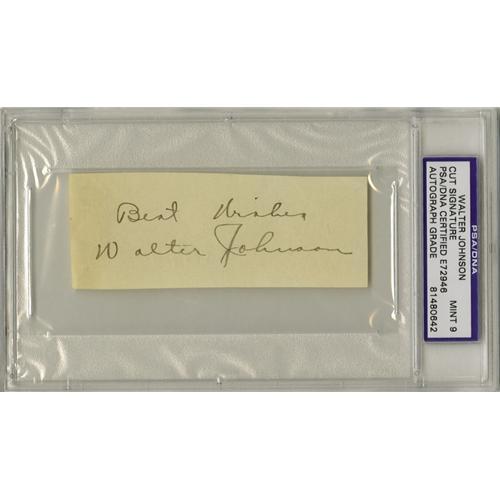 Best Wishes
Walter Johnson
PSA/DNA
WALTER JOHNSON
CUT SIGNATURE
PSA/DNA CERTIFIED E72946
AUTOGRAPH GRADE
MINT 9
81480642